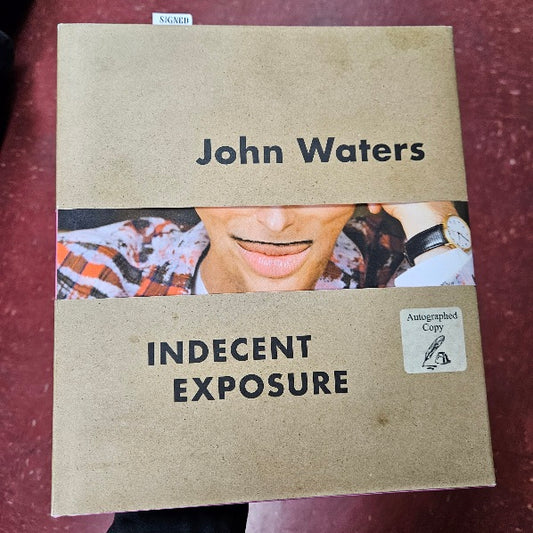 SIGNED
John Waters
Autographed
Copy
INDECENT
EXPOSURE